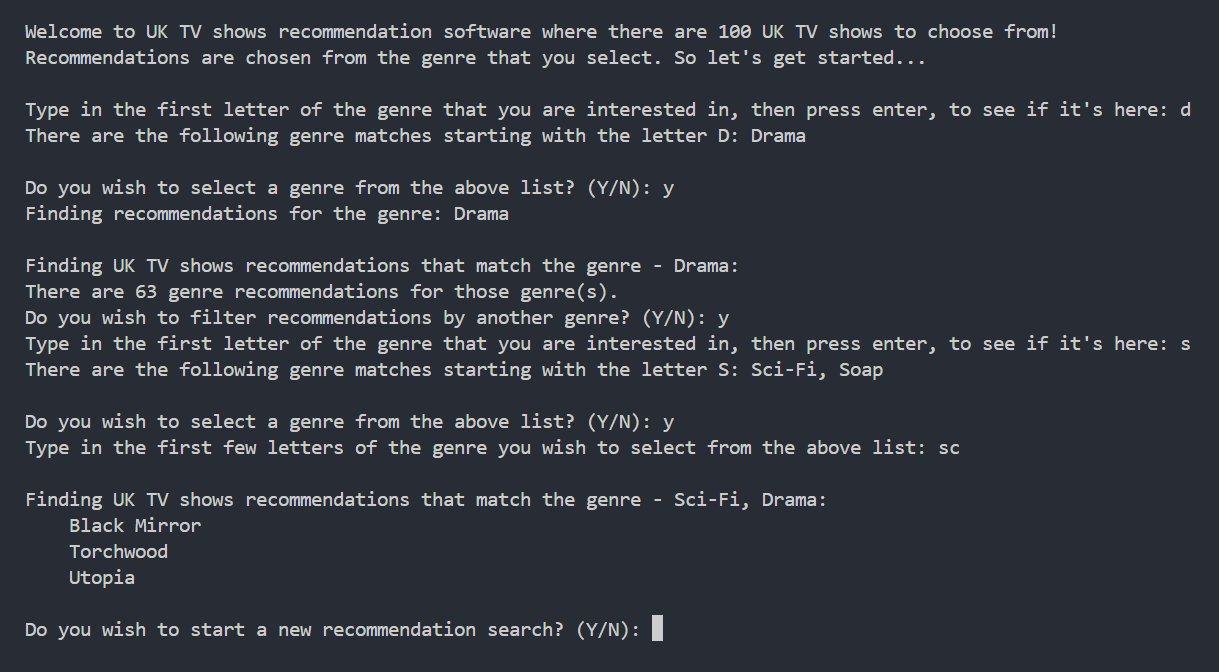 Welcome to UK TV shows recommendation software where there are 100 UK TV shows to choose from!
Recommendations are chosen from the genre that you select. So let's get started...
Type in the first letter of the genre that you are interested in, then press enter, to see if it's here: d
There are the following genre matches starting with the letter D: Drama
Do you wish to select a genre from the above list? (Y/N): y
Finding recommendations for the genre: Drama
Finding UK TV shows recommendations that match the genre - Drama:
There are 63 genre recommendations for those genre(s).
Do you wish to filter recommendations by another genre? (Y/N): y
Type in the first letter of the genre that you are interested in, then press enter, to see if it's here: s
There are the following genre matches starting with the letter S: Sci-Fi, Soap
Do you wish to select a genre from the above list? (Y/N): y
Type in the first few letters of the genre you wish to select from the above list: sc
Finding UK TV shows recommendations that match the genre - Sci-Fi, Drama:
Black Mirror
Torchwood
Utopia
Do you wish to start a new recommendation search? (Y/N):